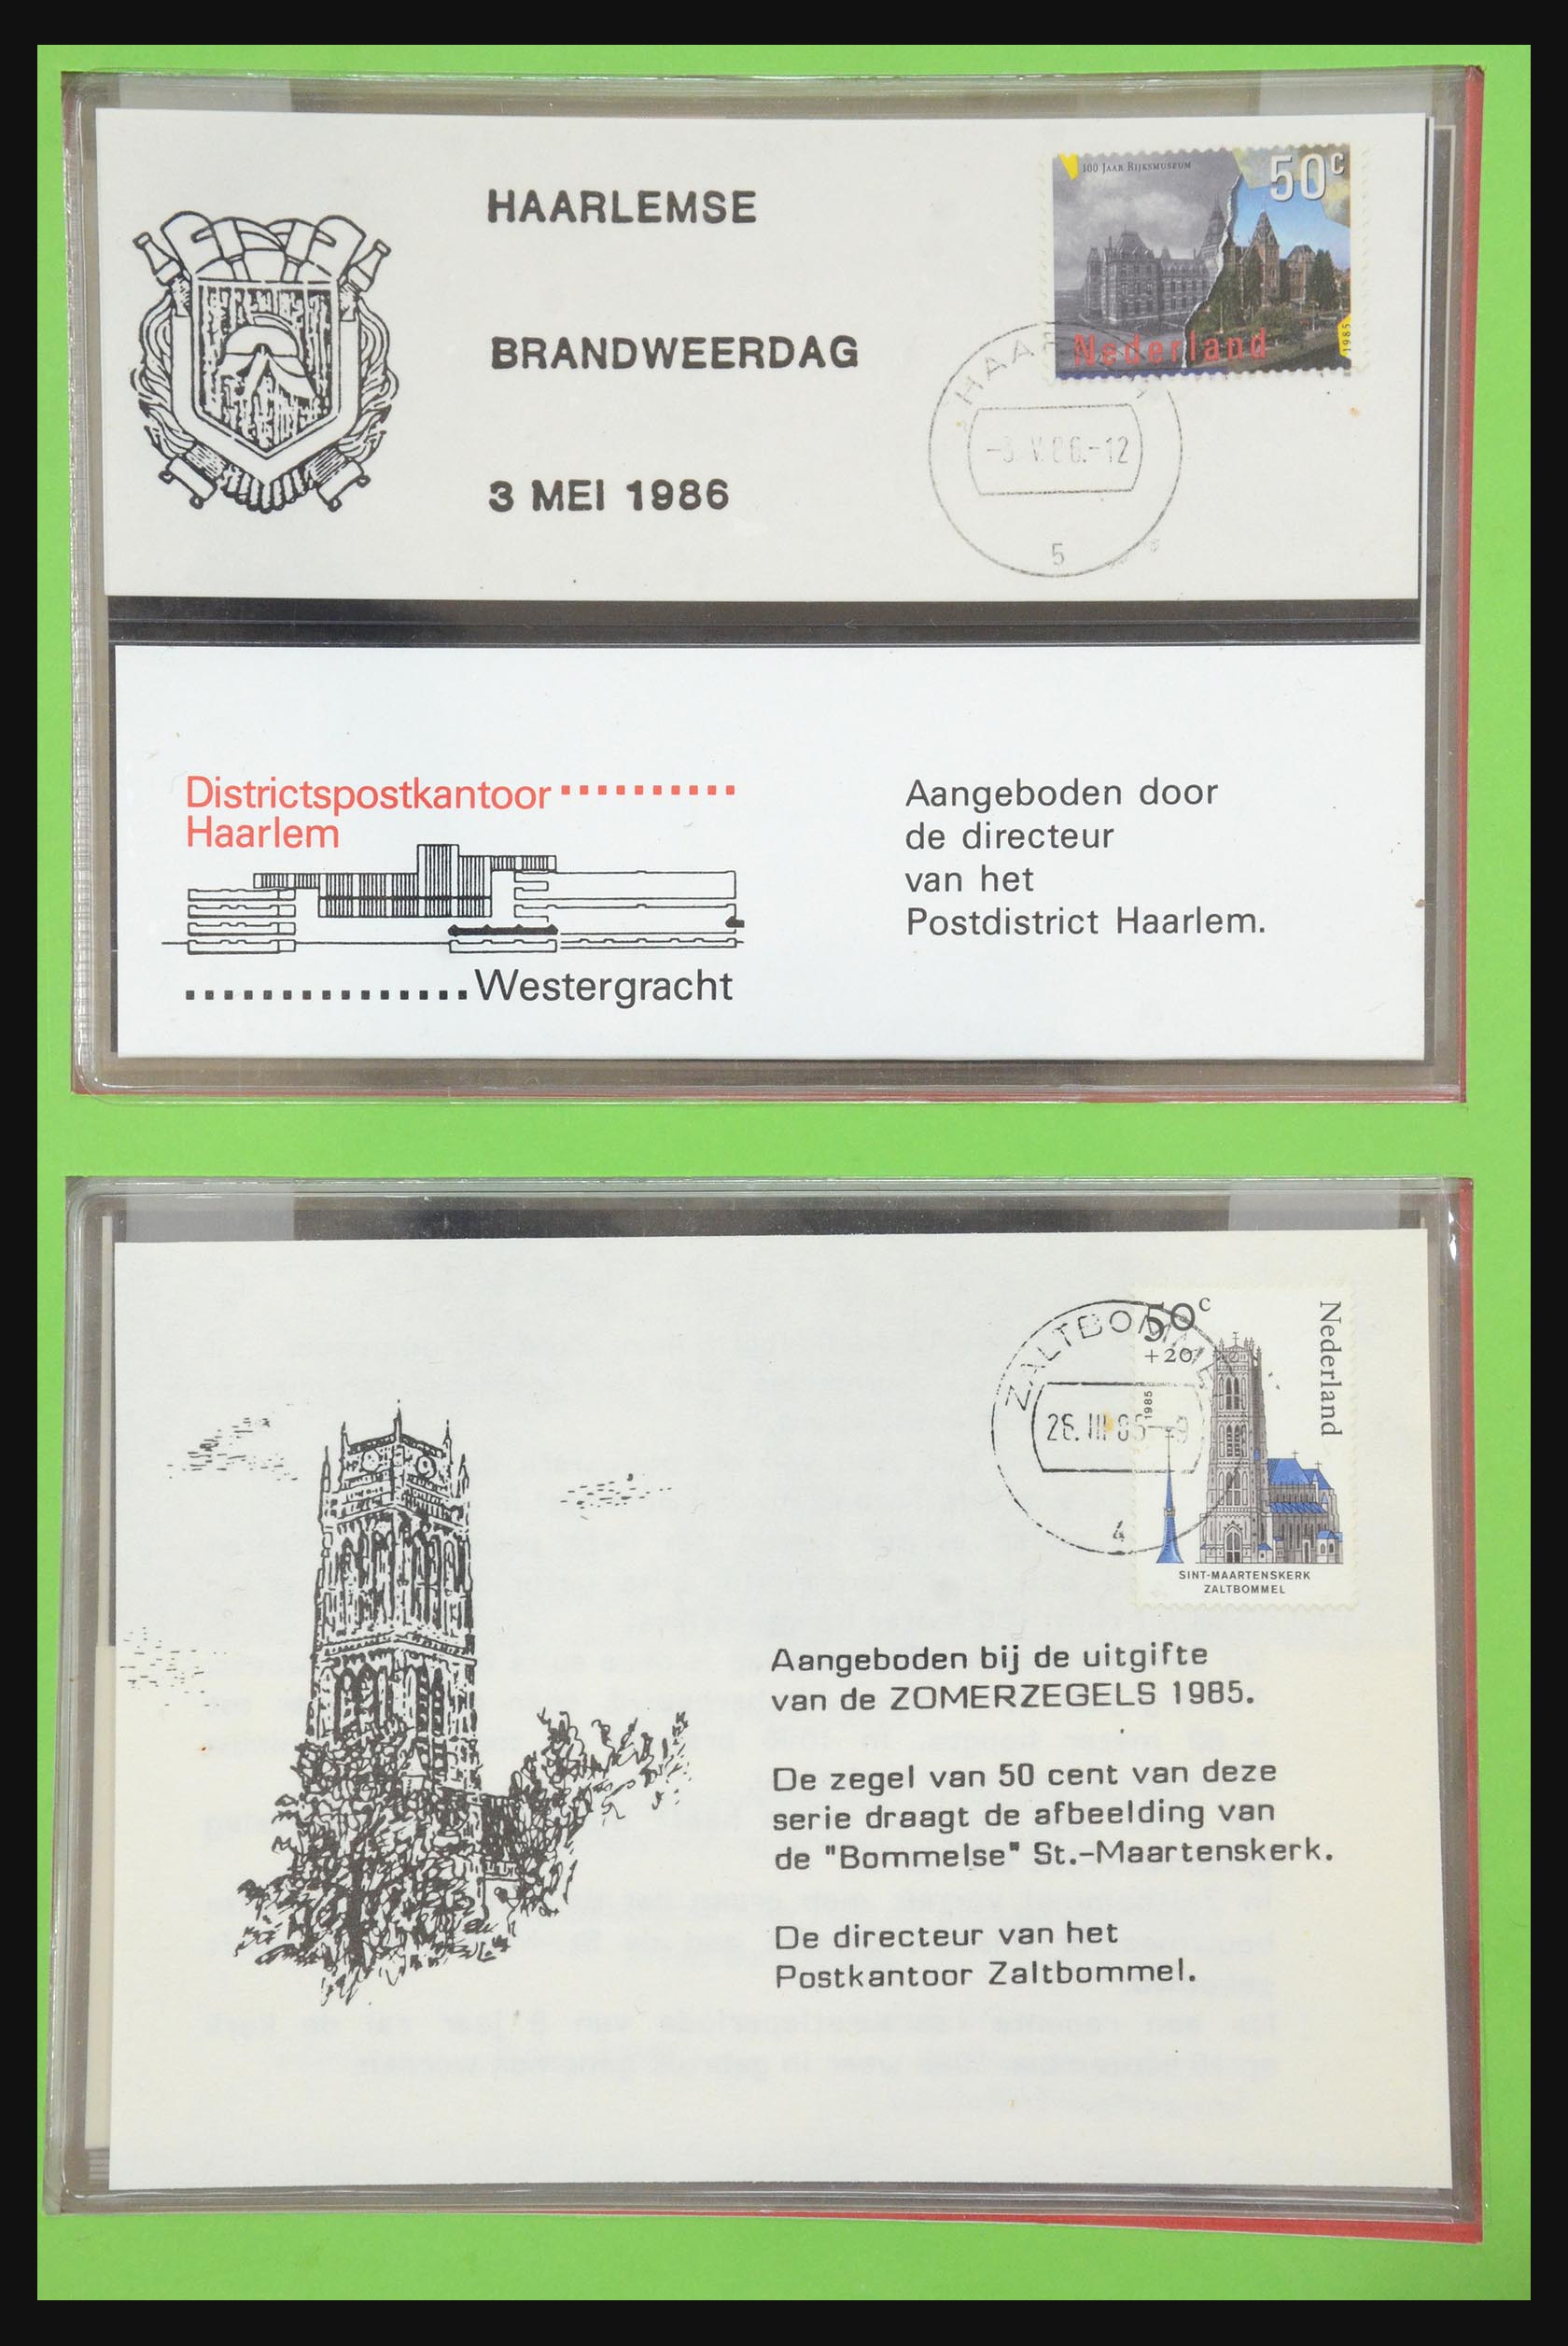 HAARLEMSE
BRANDWEERDAG
3 MEI 1986
100 JAAR RIJKSMUSEUM
50c
Nederland
1985
-3.V.86.-12
5
Districtspostkantoor
Haarlem
Westergracht
Aangeboden door
de directeur
van het
Postdistrict Haarlem.
ZALTBOMMEL
26.III.85-9
4
50c
+20
1985
Nederland
SINT-MAARTENSKERK
ZALTBOMMEL
Aangeboden bij de uitgifte
van de ZOMERZEGELS 1985.
De zegel van 50 cent van deze
serie draagt de afbeelding van
de "Bommelse" St.-Maartenskerk.
De directeur van het
Postkantoor Zaltbommel.